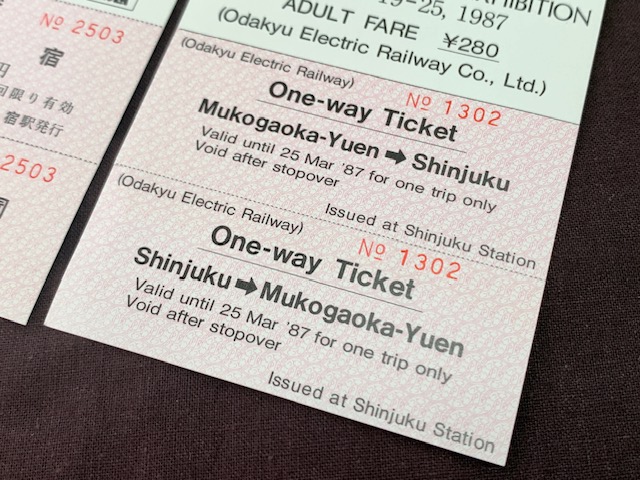 Nº 2503
宿
円
回限り有効
宿駅発行
2503
HIBITION
19-25, 1987
ADULT FARE ¥280
(Odakyu Electric Railway Co., Ltd.)
(Odakyu Electric Railway)
Nº 1302
One-way Ticket
Mukogaoka-Yuen ➡ Shinjuku
Valid until 25 Mar '87 for one trip only
Void after stopover
Issued at Shinjuku Station
(Odakyu Electric Railway)
Nº 1302
One-way Ticket
Shinjuku ➡ Mukogaoka-Yuen
Valid until 25 Mar '87 for one trip only
Void after stopover
Issued at Shinjuku Station